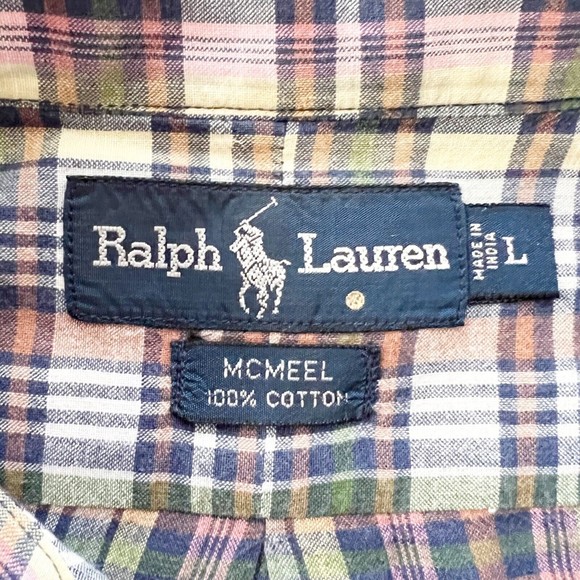 Ralph Lauren
MADE IN
INDIA
L
MCMEEL
100% COTTON